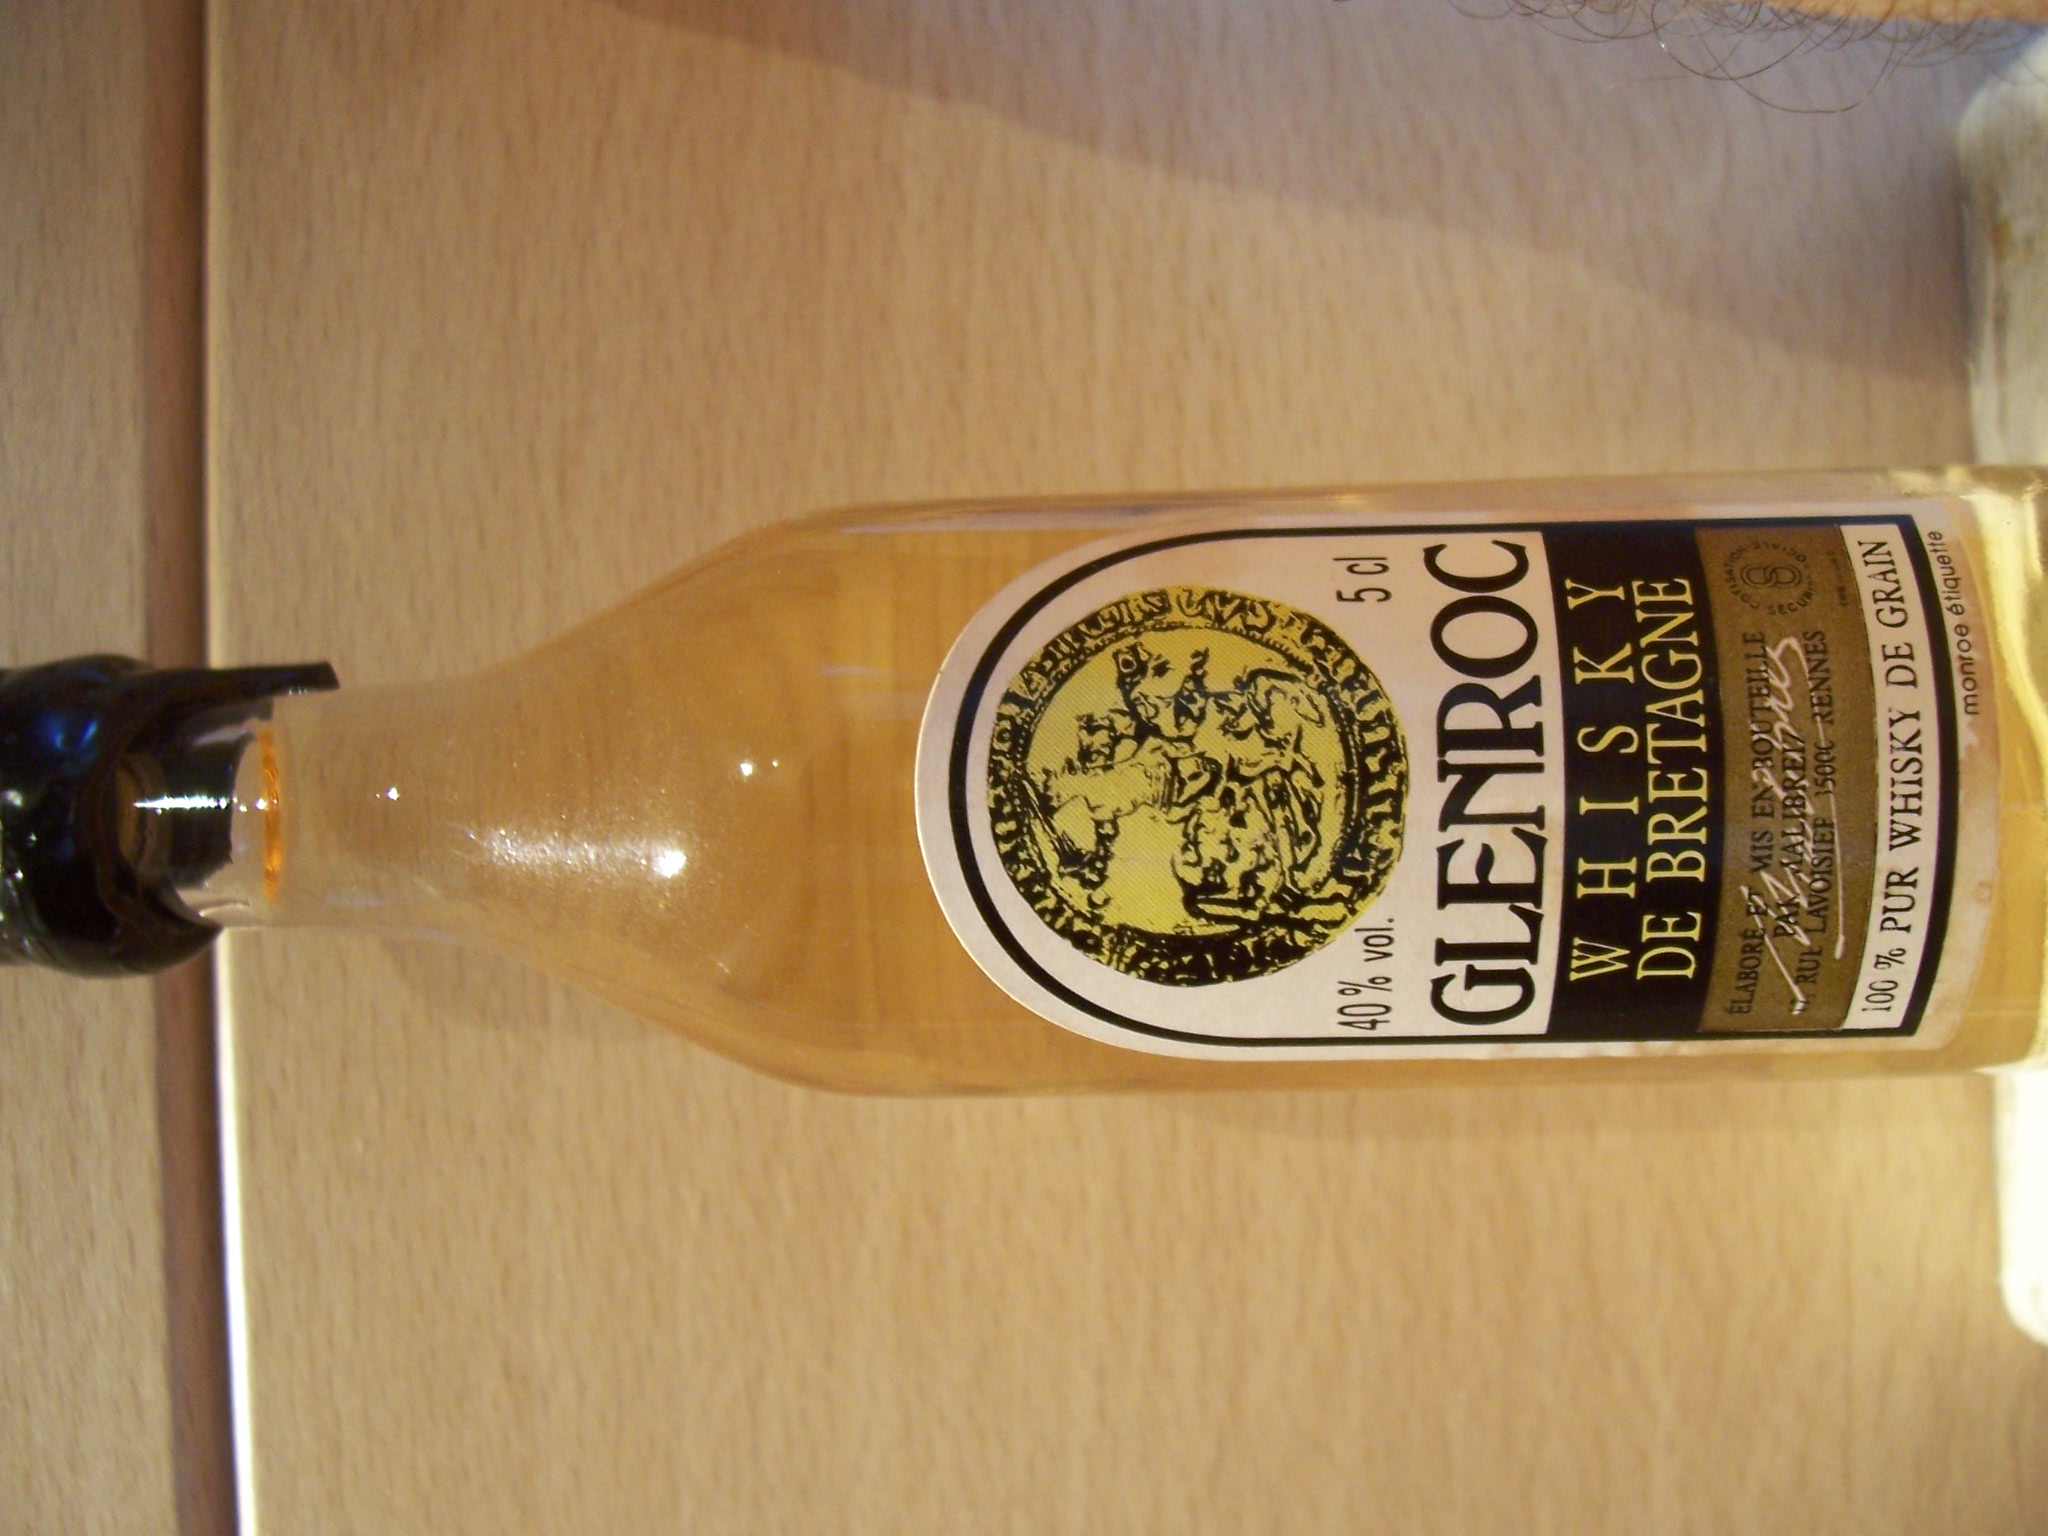 40% vol.
5 cl
GLENROC
WHISKY
DE BRETAGNE
ÉLABORÉ ET MIS EN BOUTEILLE
PAR
RUE LAVOISIER RENNES
100 % PUR WHISKY DE GRAIN
monroe étiquette